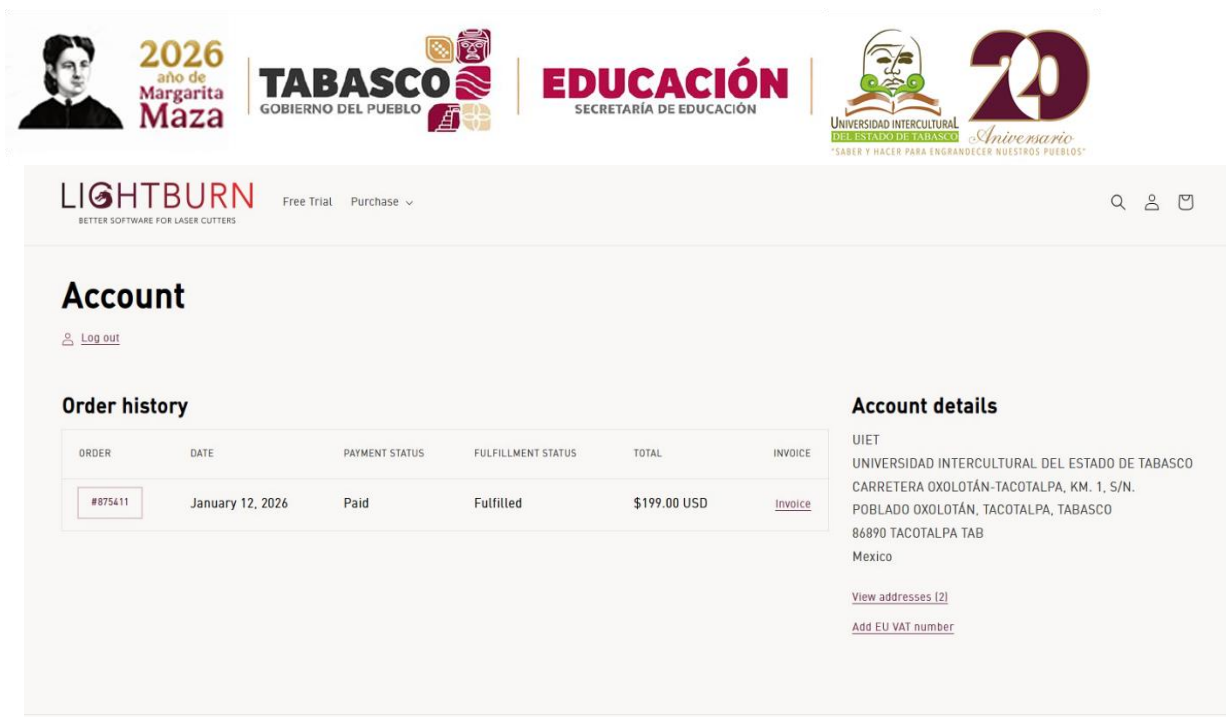 2026
año de
Margarita
Maza
TABASCO
GOBIERNO DEL PUEBLO
EDUCACIÓN
SECRETARÍA DE EDUCACIÓN
UNIVERSIDAD INTERCULTURAL
DEL ESTADO DE TABASCO
20
Aniversario
"SABER Y HACER PARA ENGRANDECER NUESTROS PUEBLOS"
LIGHTBURN
BETTER SOFTWARE FOR LASER CUTTERS
Free Trial Purchase
Account
Log out
Order history
ORDER DATE PAYMENT STATUS FULFILLMENT STATUS TOTAL INVOICE
#875411 January 12, 2026 Paid Fulfilled $199.00 USD Invoice
Account details
UIET
UNIVERSIDAD INTERCULTURAL DEL ESTADO DE TABASCO
CARRETERA OXOLOTÁN-TACOTALPA, KM. 1, S/N.
POBLADO OXOLOTÁN, TACOTALPA, TABASCO
86890 TACOTALPA TAB
Mexico
View addresses (2)
Add EU VAT number